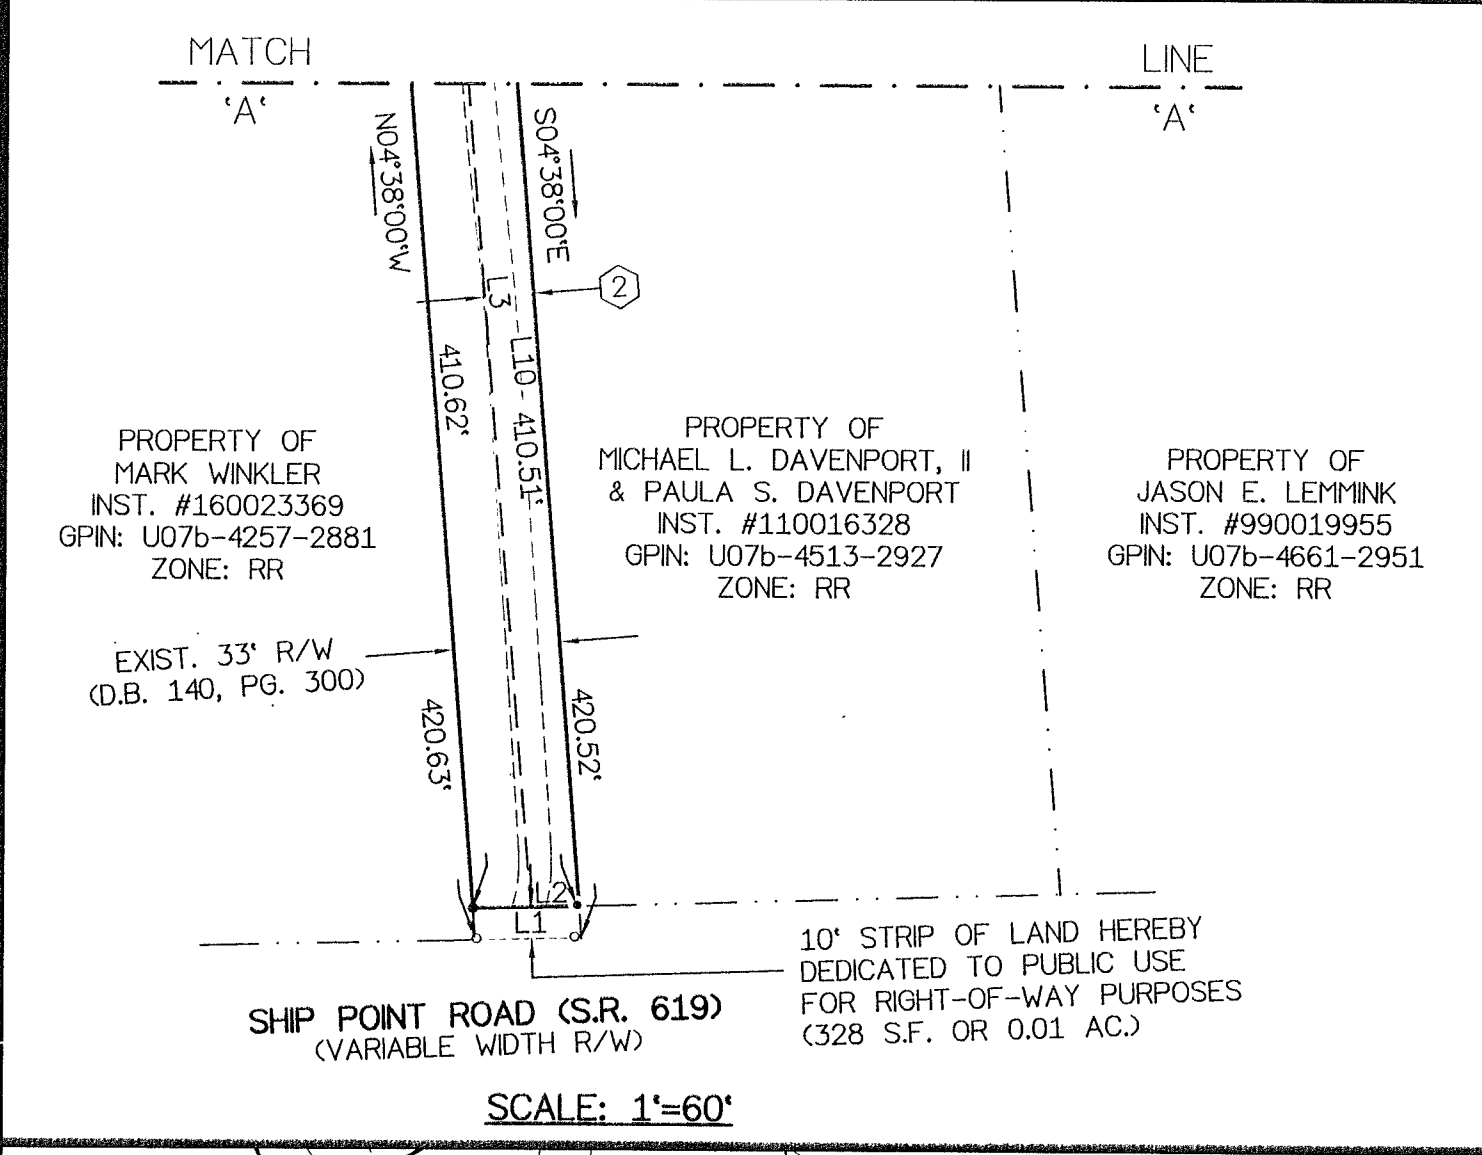 MATCH
LINE
'A'
'A'
N04°38'00'W
S04°38'00'E
2
L3
L10 - 410.51'
410.62'
PROPERTY OF
MARK WINKLER
INST. #160023369
GPIN: U07b-4257-2881
ZONE: RR
PROPERTY OF
MICHAEL L. DAVENPORT, II
& PAULA S. DAVENPORT
INST. #110016328
GPIN: U07b-4513-2927
ZONE: RR
PROPERTY OF
JASON E. LEMMINK
INST. #990019955
GPIN: U07b-4661-2951
ZONE: RR
EXIST. 33' R/W
(D.B. 140, PG. 300)
420.63'
420.52'
L2
L1
10' STRIP OF LAND HEREBY
DEDICATED TO PUBLIC USE
FOR RIGHT-OF-WAY PURPOSES
(328 S.F. OR 0.01 AC.)
SHIP POINT ROAD (S.R. 619)
(VARIABLE WIDTH R/W)
SCALE: 1'=60'